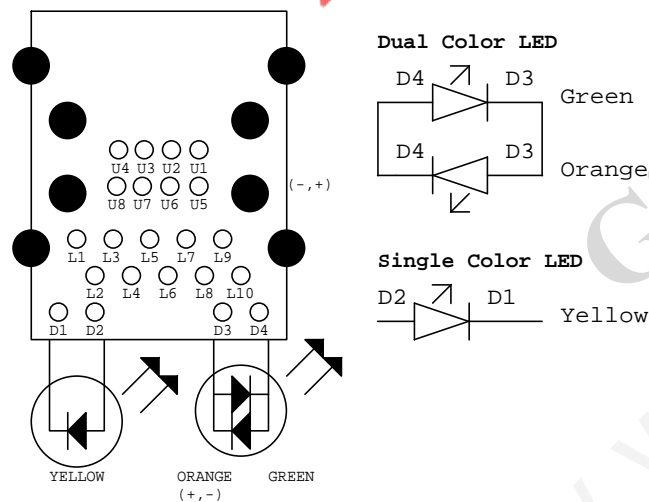 Dual Color LED
D4 D3
Green
D4 D3
Orange
U4 U3 U2 U1
U8 U7 U6 U5
(-,+)
L1 L3 L5 L7 L9
L2 L4 L6 L8 L10
D1 D2 D3 D4
Single Color LED
D2 D1
Yellow
YELLOW ORANGE GREEN
(+,-)